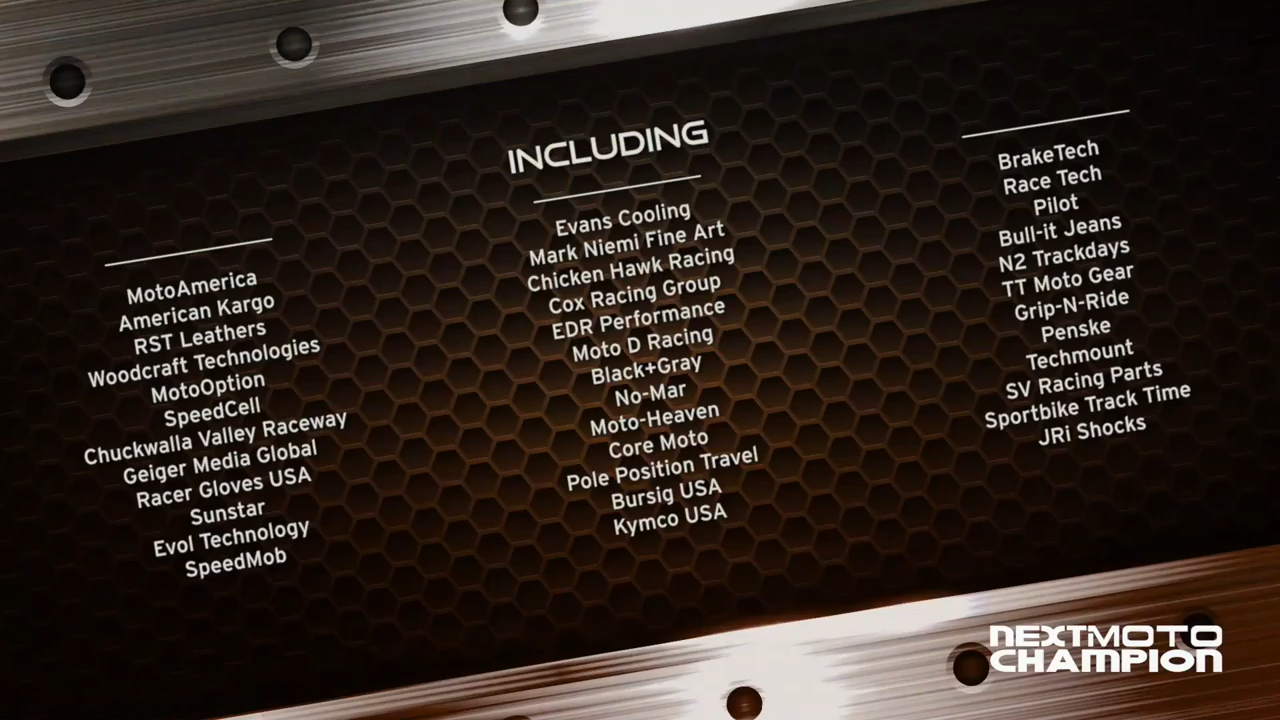 INCLUDING
MotoAmerica
American Kargo
RST Leathers
Woodcraft Technologies
MotoOption
SpeedCell
Chuckwalla Valley Raceway
Geiger Media Global
Racer Gloves USA
Sunstar
Evol Technology
SpeedMob
Evans Cooling
Mark Niemi Fine Art
Chicken Hawk Racing
Cox Racing Group
EDR Performance
Moto D Racing
Black+Gray
No-Mar
Moto-Heaven
Core Moto
Pole Position Travel
Bursig USA
Kymco USA
BrakeTech
Race Tech
Pilot
Bull-it Jeans
N2 Trackdays
TT Moto Gear
Grip-N-Ride
Penske
Techmount
SV Racing Parts
Sportbike Track Time
JRi Shocks
NEXTMOTO
CHAMPION